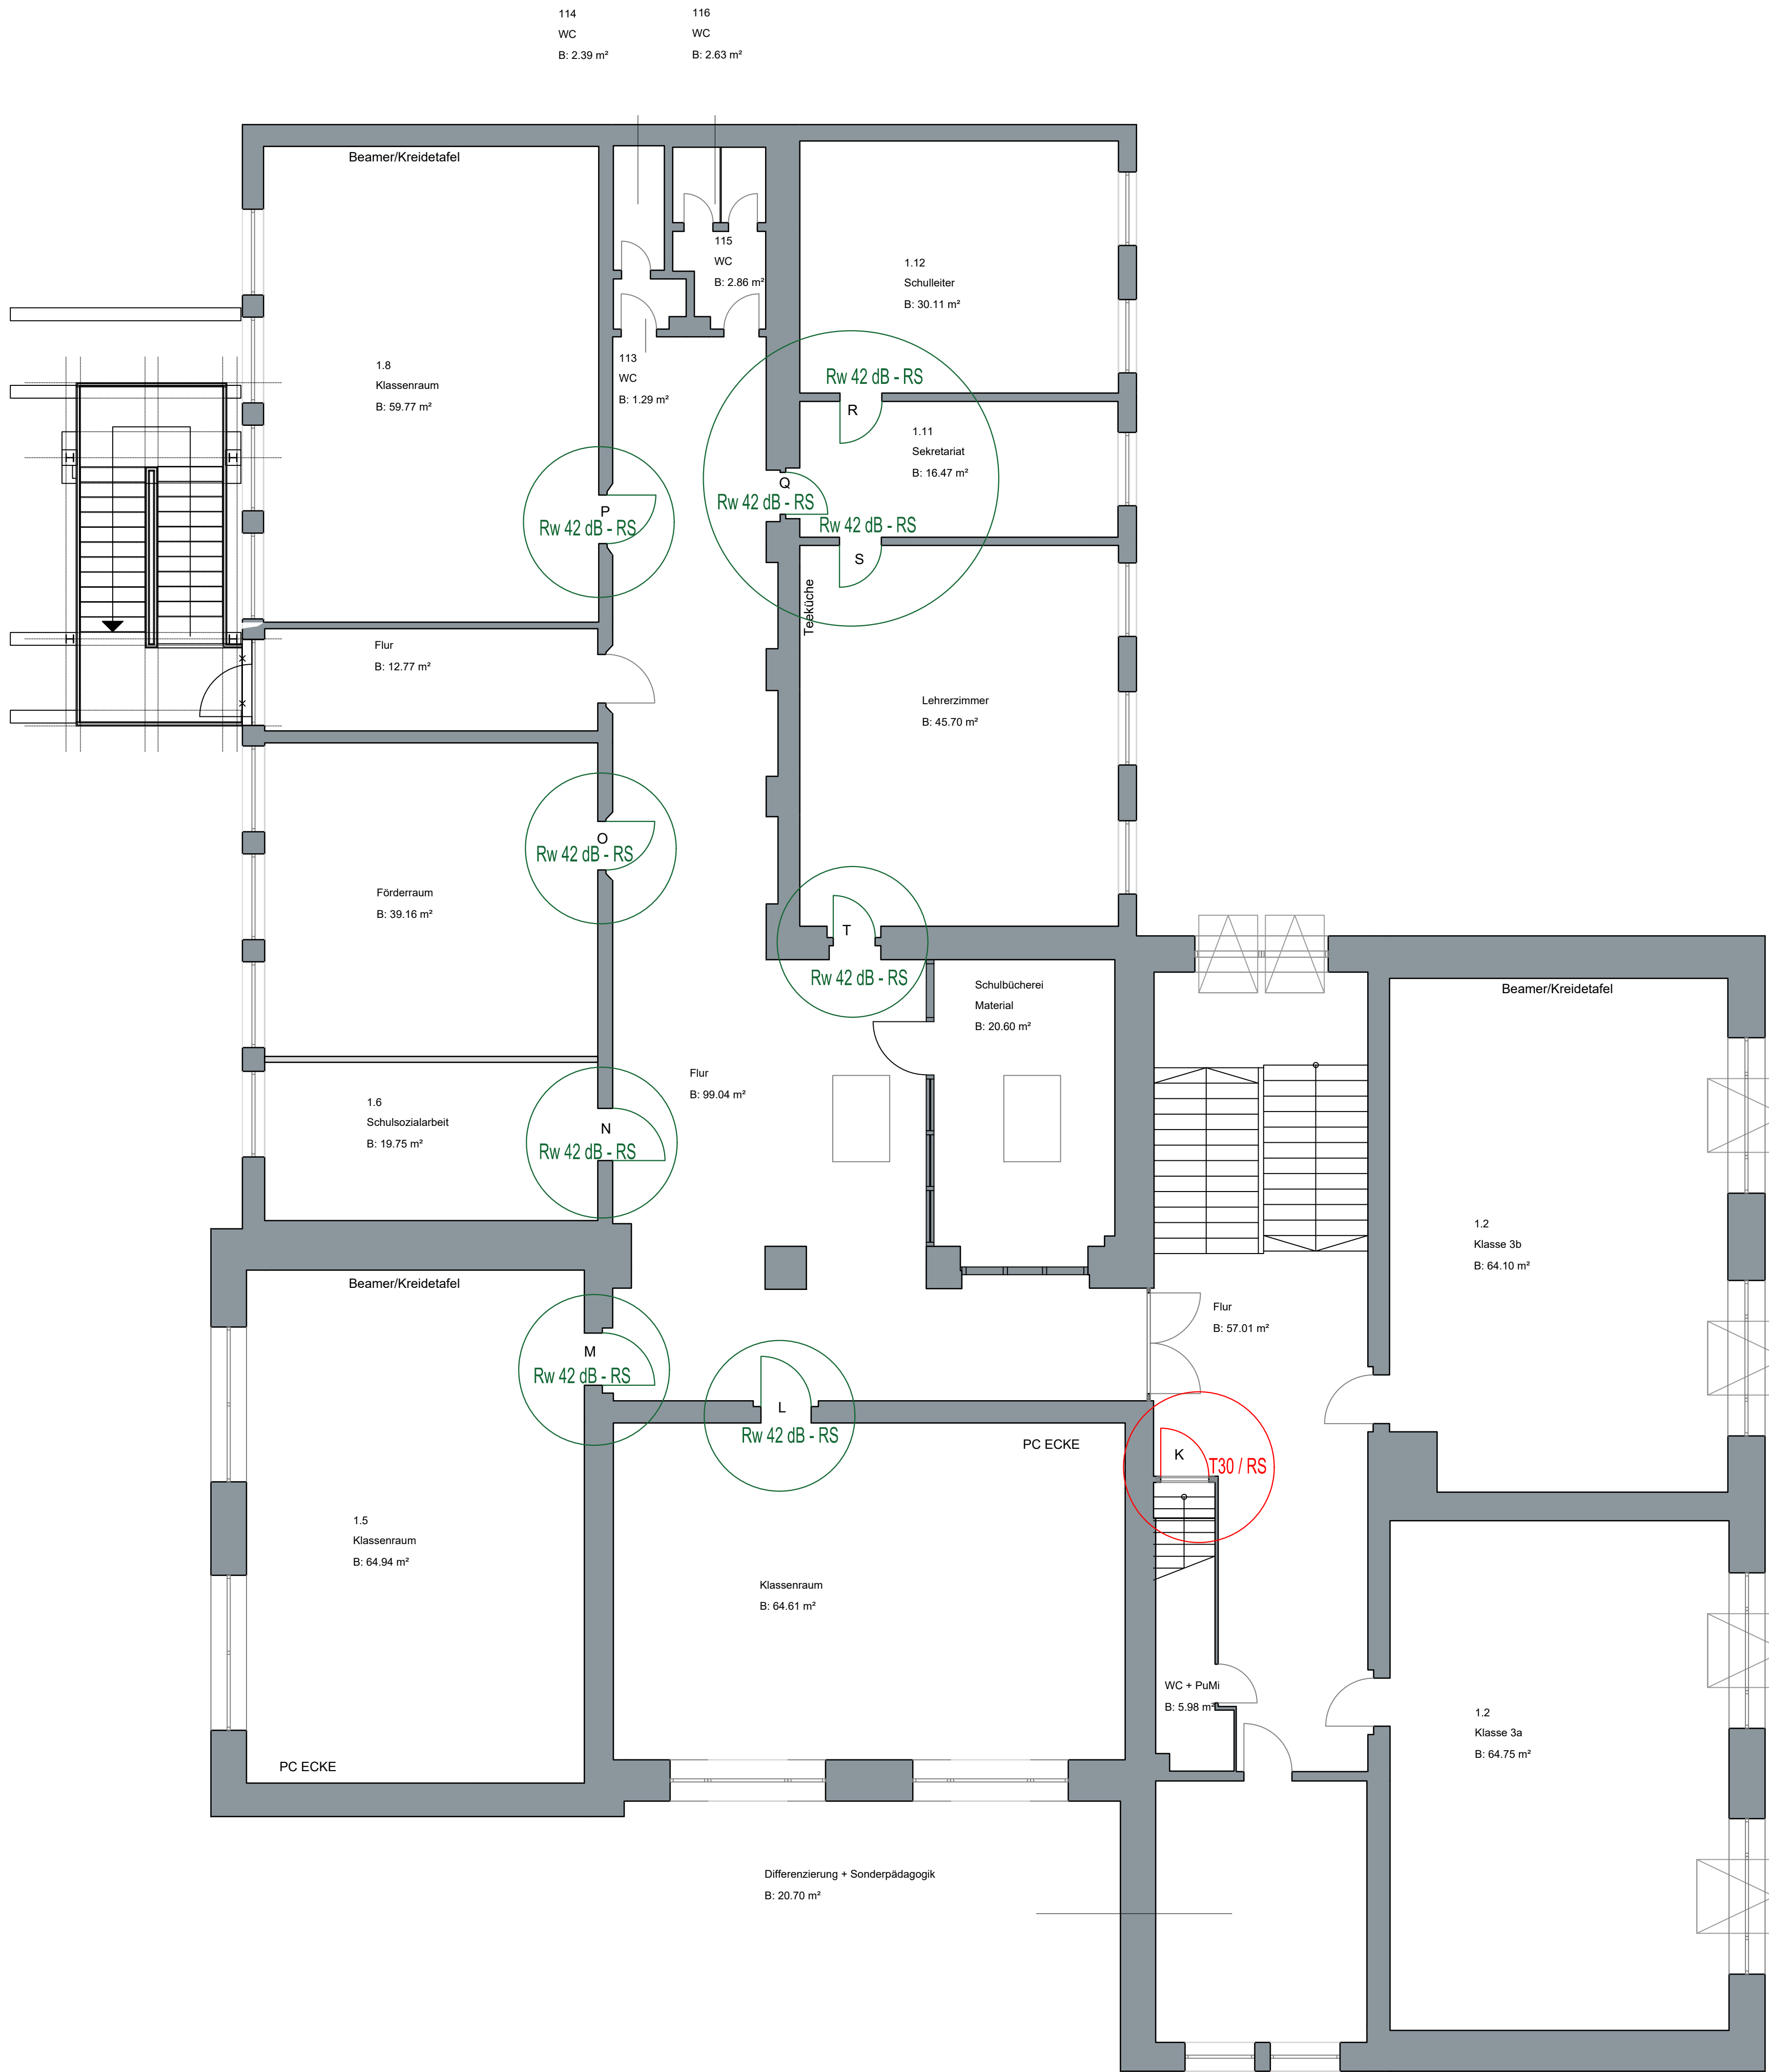 114
WC
B: 2.39 m²
116
WC
B: 2.63 m²
Beamer/Kreidetafel
115
WC
B: 2.86 m²
1.12
Schulleiter
B: 30.11 m²
1.8
Klassenraum
B: 59.77 m²
113
WC
B: 1.29 m²
Rw 42 dB - RS
R
1.11
Sekretariat
B: 16.47 m²
Q
Rw 42 dB - RS
P
Rw 42 dB - RS
Rw 42 dB - RS
S
Teeküche
H
H
H
H
Flur
B: 12.77 m²
Lehrerzimmer
B: 45.70 m²
O
Rw 42 dB - RS
Förderraum
B: 39.16 m²
T
Rw 42 dB - RS
Schulbücherei
Material
B: 20.60 m²
Beamer/Kreidetafel
Flur
B: 99.04 m²
1.6
Schulsozialarbeit
B: 19.75 m²
N
Rw 42 dB - RS
1.2
Klasse 3b
B: 64.10 m²
Beamer/Kreidetafel
Flur
B: 57.01 m²
M
Rw 42 dB - RS
L
Rw 42 dB - RS
PC ECKE
K
T30 / RS
1.5
Klassenraum
B: 64.94 m²
Klassenraum
B: 64.61 m²
WC + PuMi
B: 5.98 m²
1.2
Klasse 3a
B: 64.75 m²
PC ECKE
Differenzierung + Sonderpädagogik
B: 20.70 m²